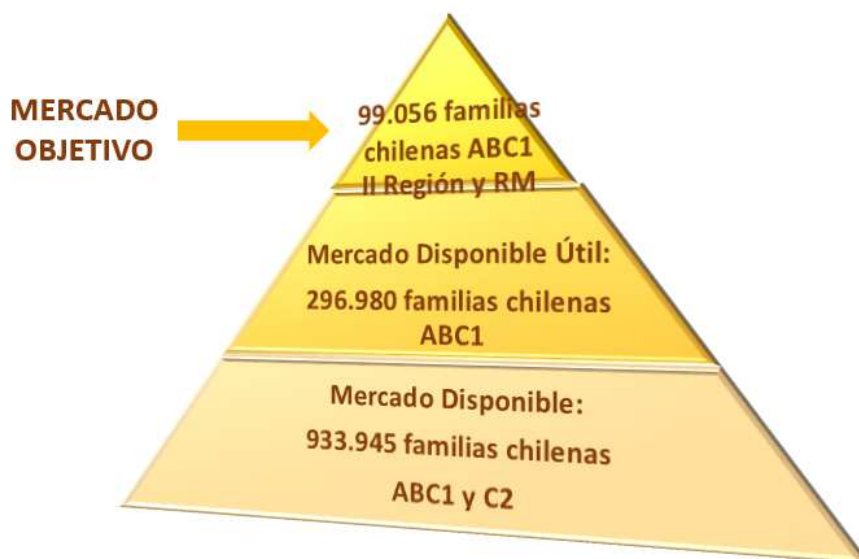 MERCADO
OBJETIVO
99.056 familias
chilenas ABC1
II Región y RM
Mercado Disponible Útil:
296.980 familias chilenas
ABC1
Mercado Disponible:
933.945 familias chilenas
ABC1 y C2